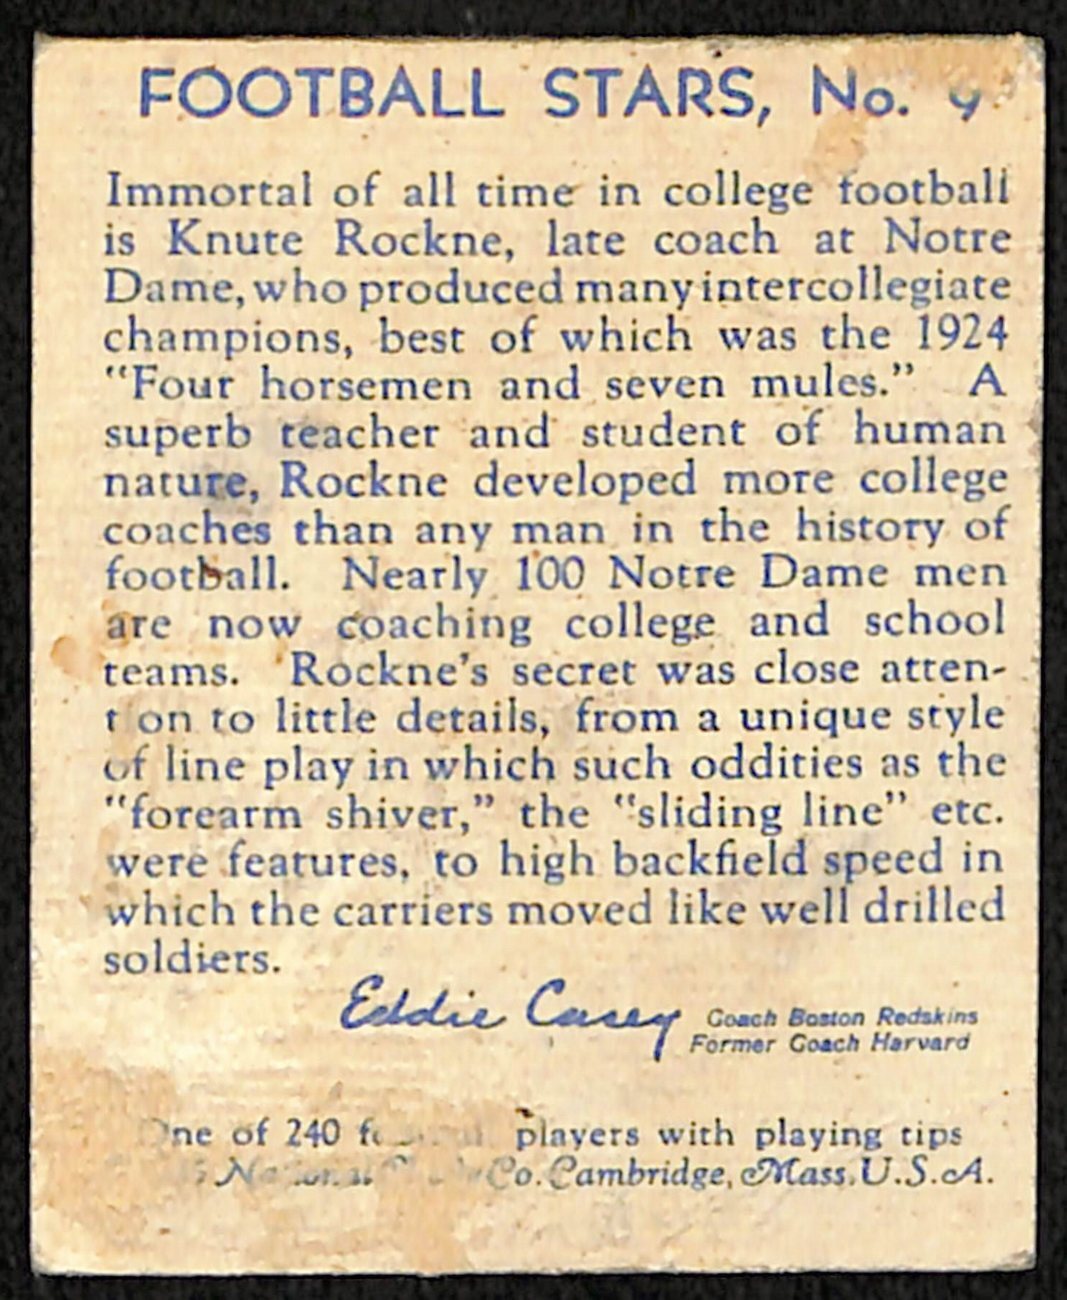 FOOTBALL STARS, No. 9
Immortal of all time in college football
is Knute Rockne, late coach at Notre
Dame, who produced many intercollegiate
champions, best of which was the 1924
"Four horsemen and seven mules." A
superb teacher and student of human
nature, Rockne developed more college
coaches than any man in the history of
football. Nearly 100 Notre Dame men
are now coaching college and school
teams. Rockne's secret was close atten-
tion to little details, from a unique style
of line play in which such oddities as the
"forearm shiver," the "sliding line" etc.
were features, to high backfield speed in
which the carriers moved like well drilled
soldiers.
Eddie Casey Coach Boston Redskins
Former Coach Harvard
One of 240 players with playing tips
National Co. Cambridge, Mass. U.S.A.